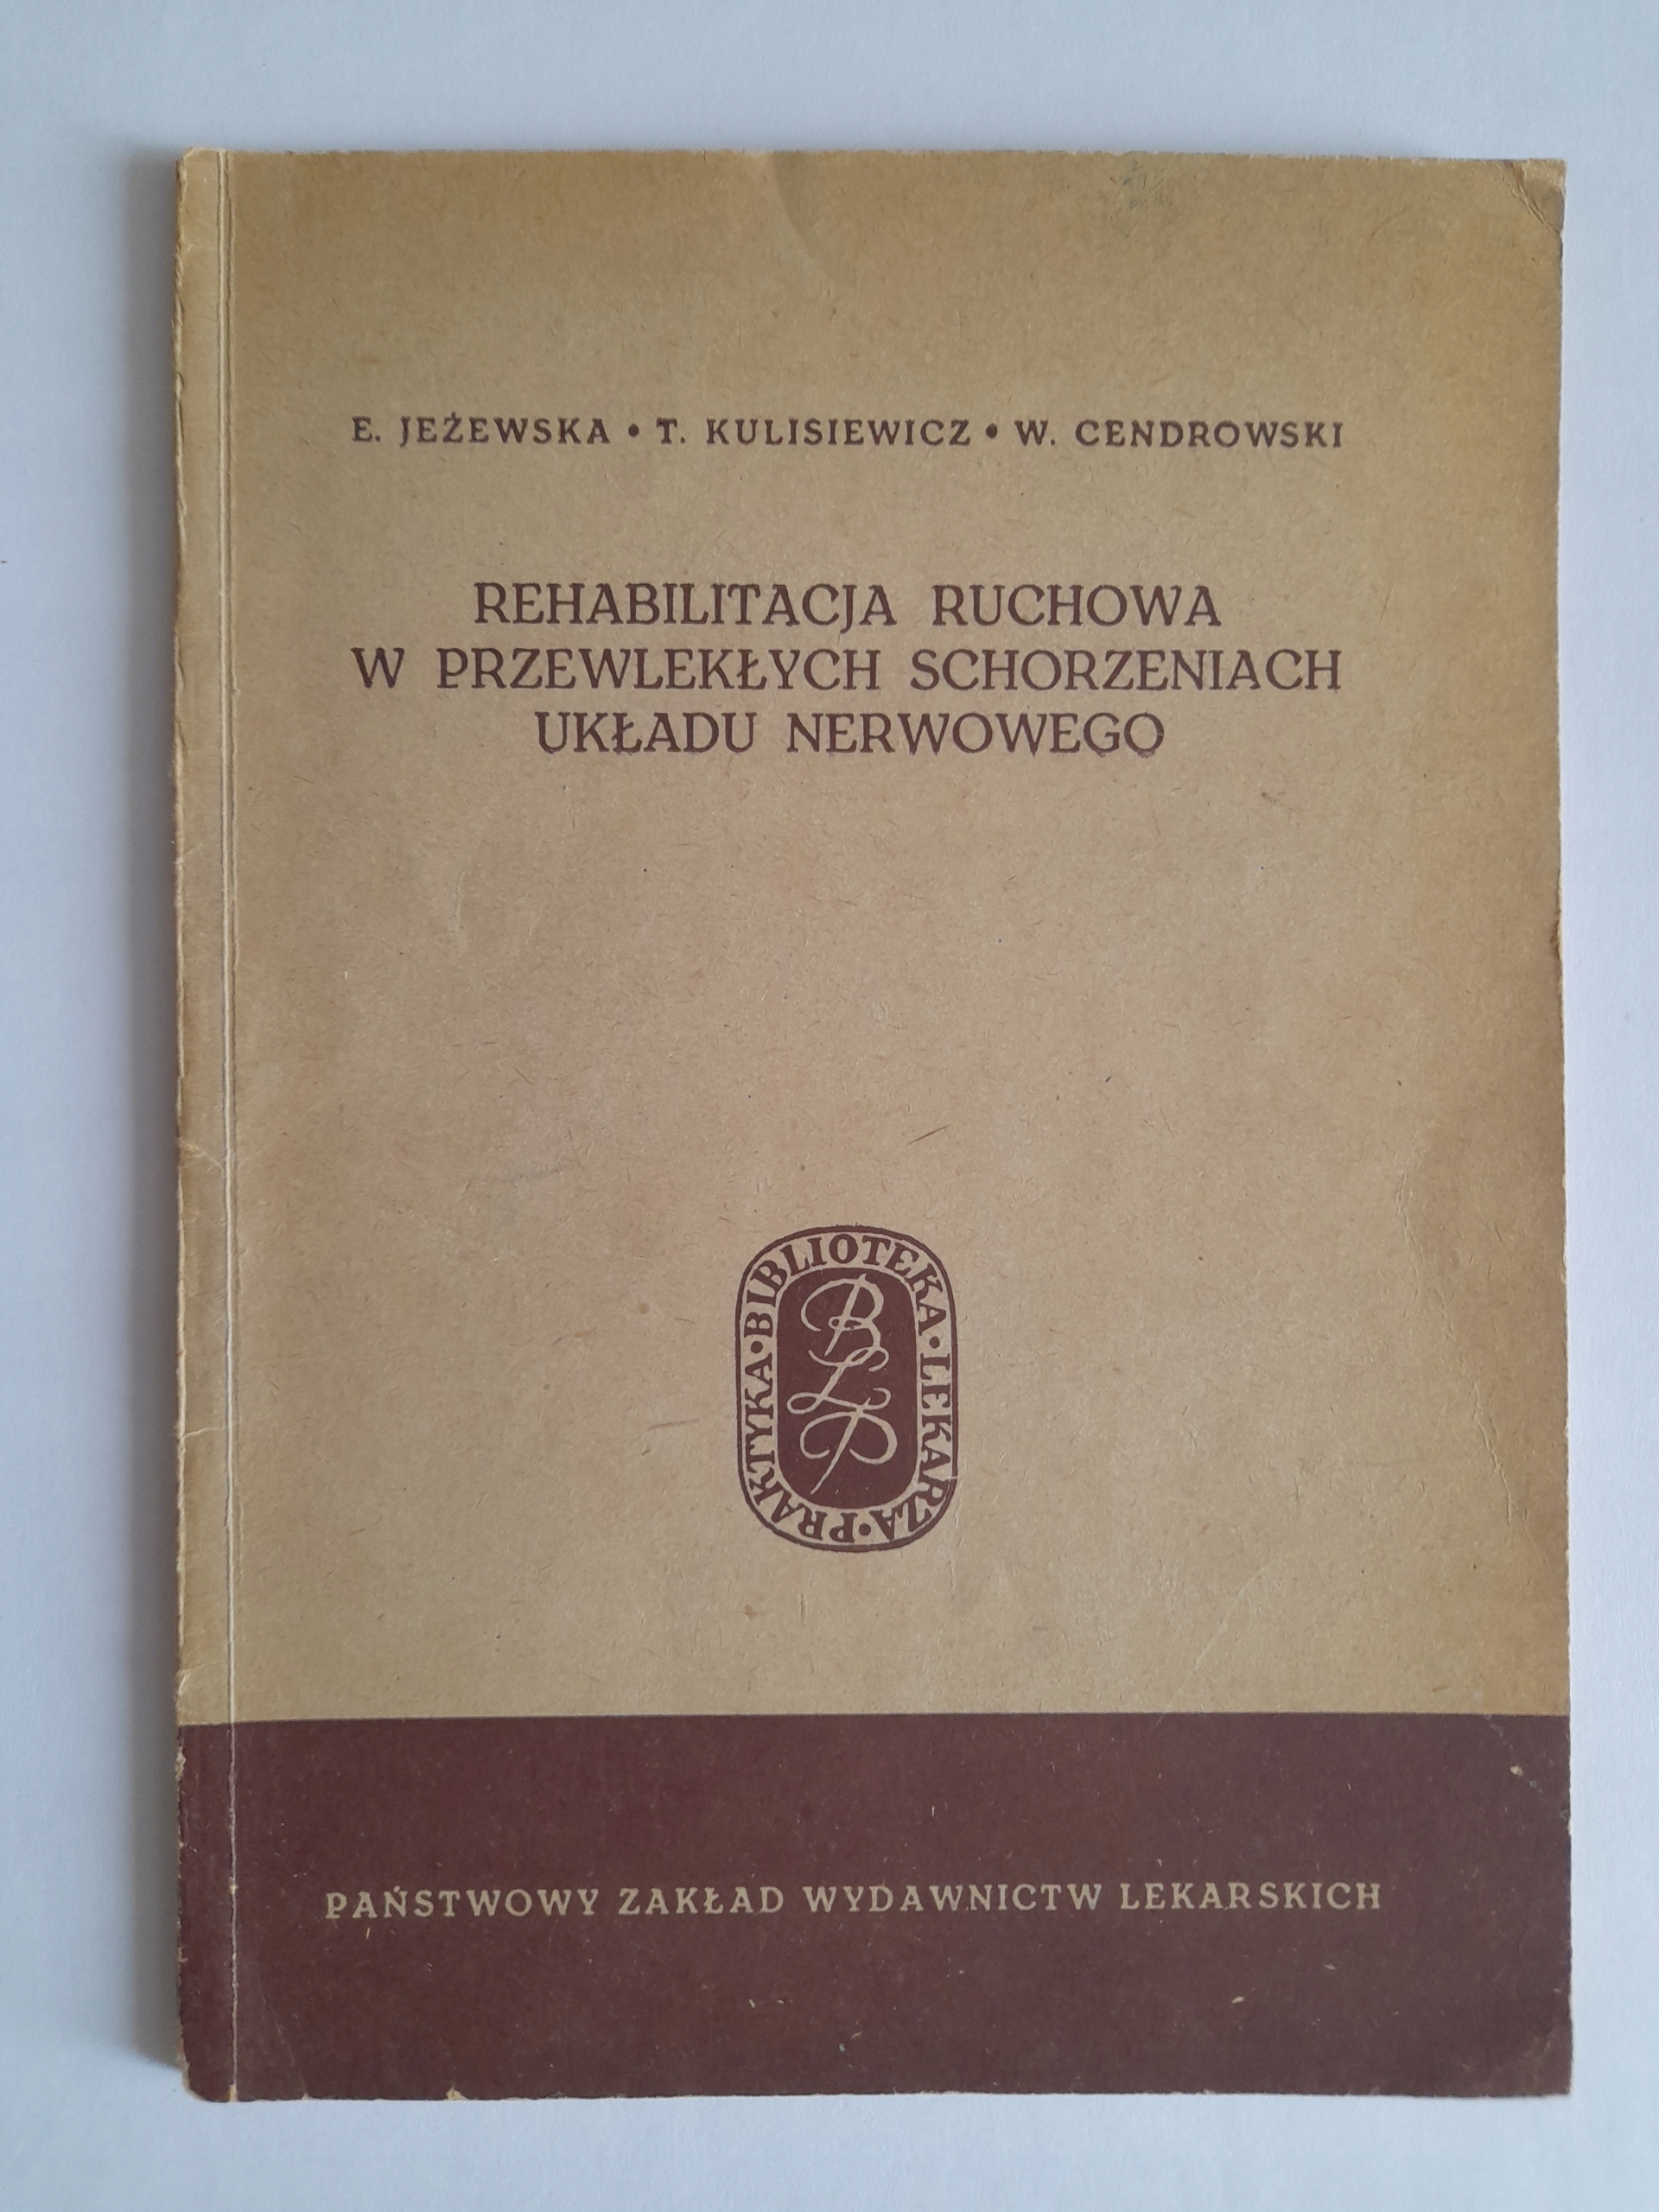 E. JEŻEWSKA • T. KULISIEWICZ • W. CENDROWSKI
REHABILITACJA RUCHOWA
W PRZEWLEKŁYCH SCHORZENIACH
UKŁADU NERWOWEGO
BIBLIOTEKA • LEKARZA • PRAKTYKA •
BLP
PAŃSTWOWY ZAKŁAD WYDAWNICTW LEKARSKICH